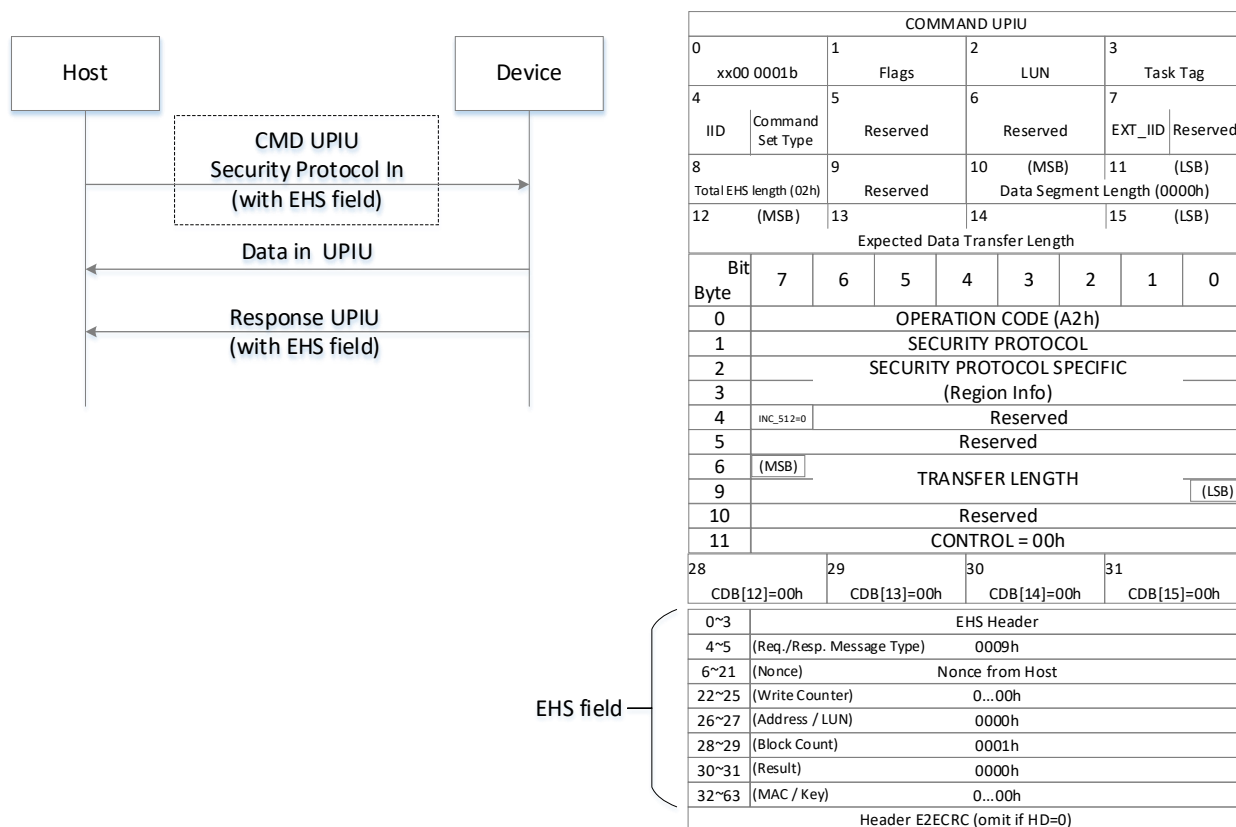 Host
Device
CMD UPIU
Security Protocol In
(with EHS field)
Data in UPIU
Response UPIU
(with EHS field)
COMMAND UPIU
0 1 2 3
xx00 0001b Flags LUN Task Tag
4 5 6 7
IID Command Set Type Reserved Reserved EXT_IID Reserved
8 9 10 (MSB) 11 (LSB)
Total EHS length (02h) Reserved Data Segment Length (0000h)
12 (MSB) 13 14 15 (LSB)
Expected Data Transfer Length
Bit
Byte 7 6 5 4 3 2 1 0
0 OPERATION CODE (A2h)
1 SECURITY PROTOCOL
2 SECURITY PROTOCOL SPECIFIC
3 (Region Info)
4 INC_512=0 Reserved
5 Reserved
6 (MSB)
TRANSFER LENGTH
9 (LSB)
10 Reserved
11 CONTROL = 00h
28 29 30 31
CDB[12]=00h CDB[13]=00h CDB[14]=00h CDB[15]=00h
EHS field
0~3 EHS Header
4~5 (Req./Resp. Message Type) 0009h
6~21 (Nonce) Nonce from Host
22~25 (Write Counter) 0...00h
26~27 (Address / LUN) 0000h
28~29 (Block Count) 0001h
30~31 (Result) 0000h
32~63 (MAC / Key) 0...00h
Header E2ECRC (omit if HD=0)